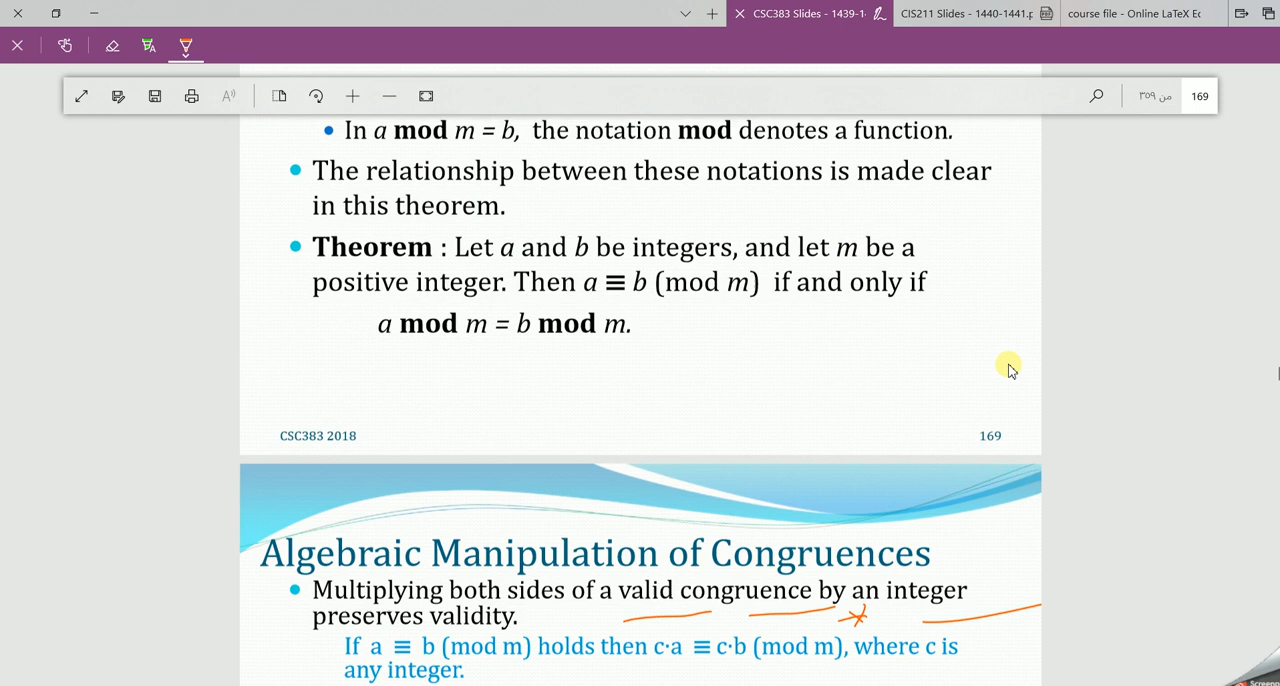 CSC383 Slides - 1439-1
CIS211 Slides - 1440-1441.p
course file - Online LaTeX Ed
من ٣٥٩
169
• In a mod m = b, the notation mod denotes a function.
• The relationship between these notations is made clear
in this theorem.
• Theorem : Let a and b be integers, and let m be a
positive integer. Then a ≡ b (mod m) if and only if
a mod m = b mod m.
CSC383 2018
169
Algebraic Manipulation of Congruences
• Multiplying both sides of a valid congruence by an integer
preserves validity.
If a ≡ b (mod m) holds then c∙a ≡ c∙b (mod m), where c is
any integer.